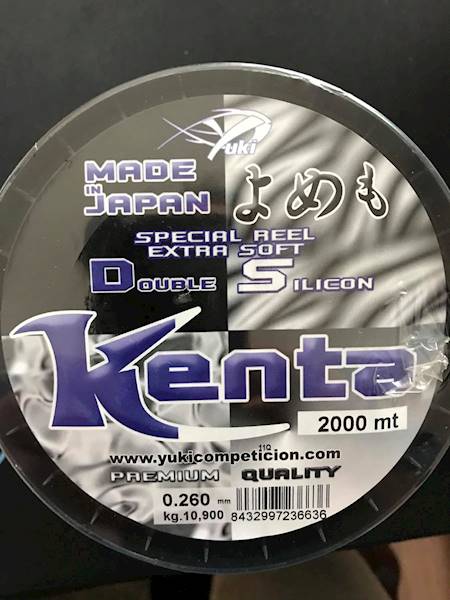 Yuki
MADE
IN
JAPAN
よめも
SPECIAL REEL
EXTRA SOFT
DOUBLE SILICON
Kenta
2000 mt
110
www.yukicompeticion.com
PREMIUM QUALITY
0.260 mm
kg.10,900
8432997236636